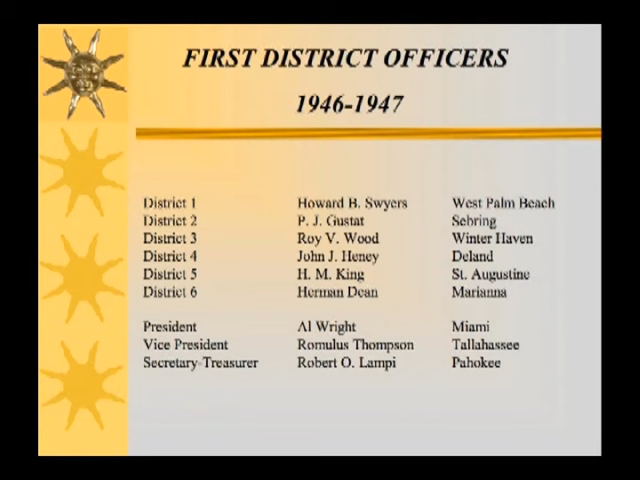 FIRST DISTRICT OFFICERS
1946-1947
District 1 Howard B. Swyers West Palm Beach
District 2 P. J. Gustat Sebring
District 3 Roy V. Wood Winter Haven
District 4 John J. Heney Deland
District 5 H. M. King St. Augustine
District 6 Herman Dean Marianna
President Al Wright Miami
Vice President Romulus Thompson Tallahassee
Secretary-Treasurer Robert O. Lampi Pahokee